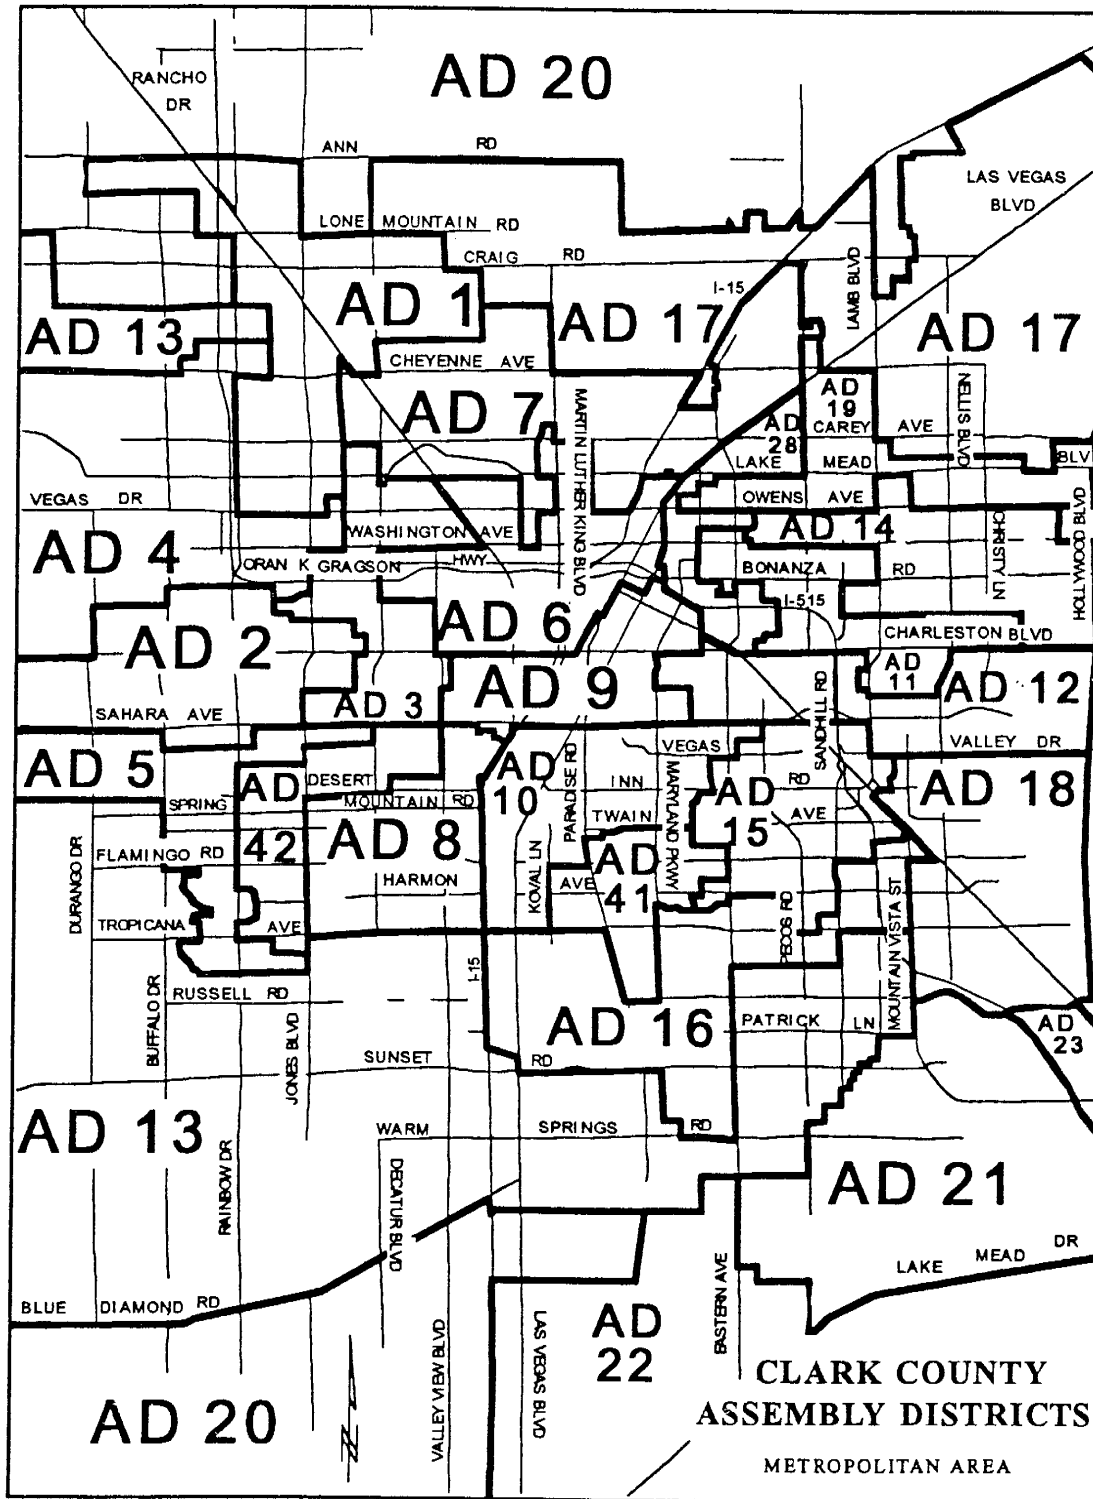 AD 20
RANCHO
DR
ANN RD
LAS VEGAS
BLVD
LONE MOUNTAIN RD
CRAIG RD
I-15
LAMB BLVD
AD 13
AD 1
AD 17
AD 17
CHEYENNE AVE
AD
19
NELLIS BLVD
AD 7
MARTIN LUTHER KING BLVD
AD
28
CAREY AVE
LAKE MEAD BLV
VEGAS DR
OWENS AVE
HOLLYWOOD BLVD
CHRISTY LN
WASHINGTON AVE
AD 14
AD 4
ORAN K GRAGSON HWY
BONANZA RD
I-515
AD 2
AD 6
CHARLESTON BLVD
AD
11
AD 9
AD 12
AD 3
SANDHILL RD
SAHARA AVE
VEGAS VALLEY DR
AD 5
AD
42
DESERT INN RD
AD
10
PARADISE RD
MARYLAND PKWY
AD
15
AD 18
SPRING MOUNTAIN RD
TWAIN AVE
AD 8
DURANGO DR
FLAMINGO RD
KOVAL LN
AD
41
HARMON AVE
MOUNTAIN VISTA ST
TROPICANA AVE
PECOS RD
I-15
BUFFALO DR
RUSSELL RD
AD 16
PATRICK LN
AD
23
JONES BLVD
SUNSET RD
AD 13
WARM SPRINGS RD
RAINBOW DR
DECATUR BLVD
AD 21
LAKE MEAD DR
EASTERN AVE
BLUE DIAMOND RD
VALLEY VIEW BLVD
LAS VEGAS BLVD
AD
22
CLARK COUNTY
ASSEMBLY DISTRICTS
AD 20
METROPOLITAN AREA